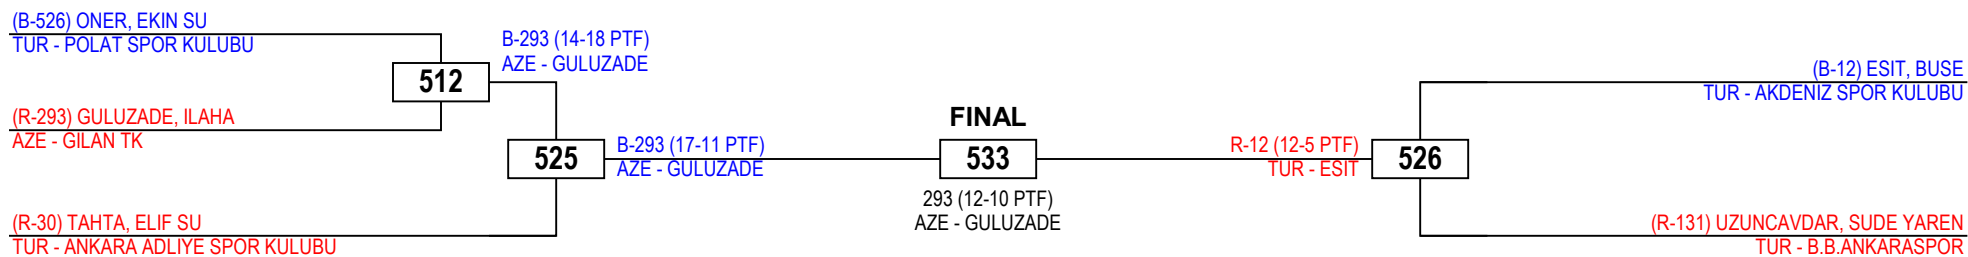 (B-526) ONER, EKIN SU
TUR - POLAT SPOR KULUBU
B-293 (14-18 PTF)
AZE - GULUZADE
512
(R-293) GULUZADE, ILAHA
AZE - GILAN TK
B-293 (17-11 PTF)
AZE - GULUZADE
525
(R-30) TAHTA, ELIF SU
TUR - ANKARA ADLIYE SPOR KULUBU
FINAL
533
293 (12-10 PTF)
AZE - GULUZADE
R-12 (12-5 PTF)
TUR - ESIT
526
(B-12) ESIT, BUSE
TUR - AKDENIZ SPOR KULUBU
(R-131) UZUNCAVDAR, SUDE YAREN
TUR - B.B.ANKARASPOR